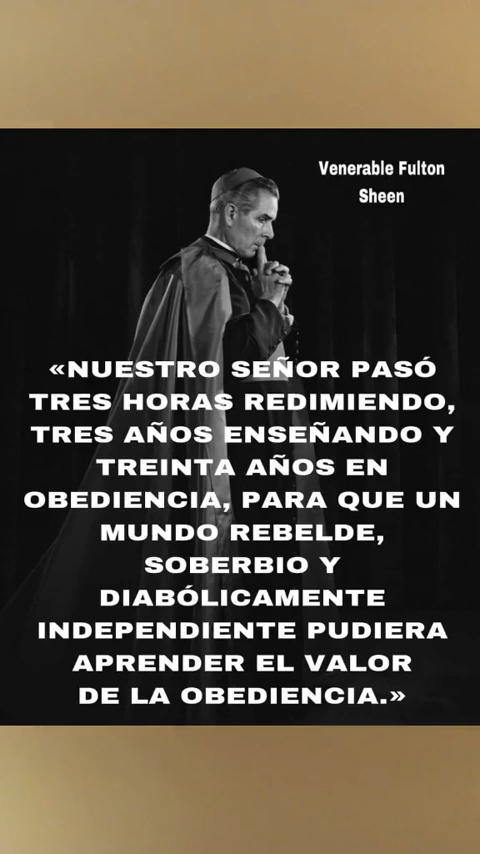 Venerable Fulton
Sheen
«NUESTRO SEÑOR PASÓ
TRES HORAS REDIMIENDO,
TRES AÑOS ENSEÑANDO Y
TREINTA AÑOS EN
OBEDIENCIA, PARA QUE UN
MUNDO REBELDE,
SOBERBIO Y
DIABÓLICAMENTE
INDEPENDIENTE PUDIERA
APRENDER EL VALOR
DE LA OBEDIENCIA.»